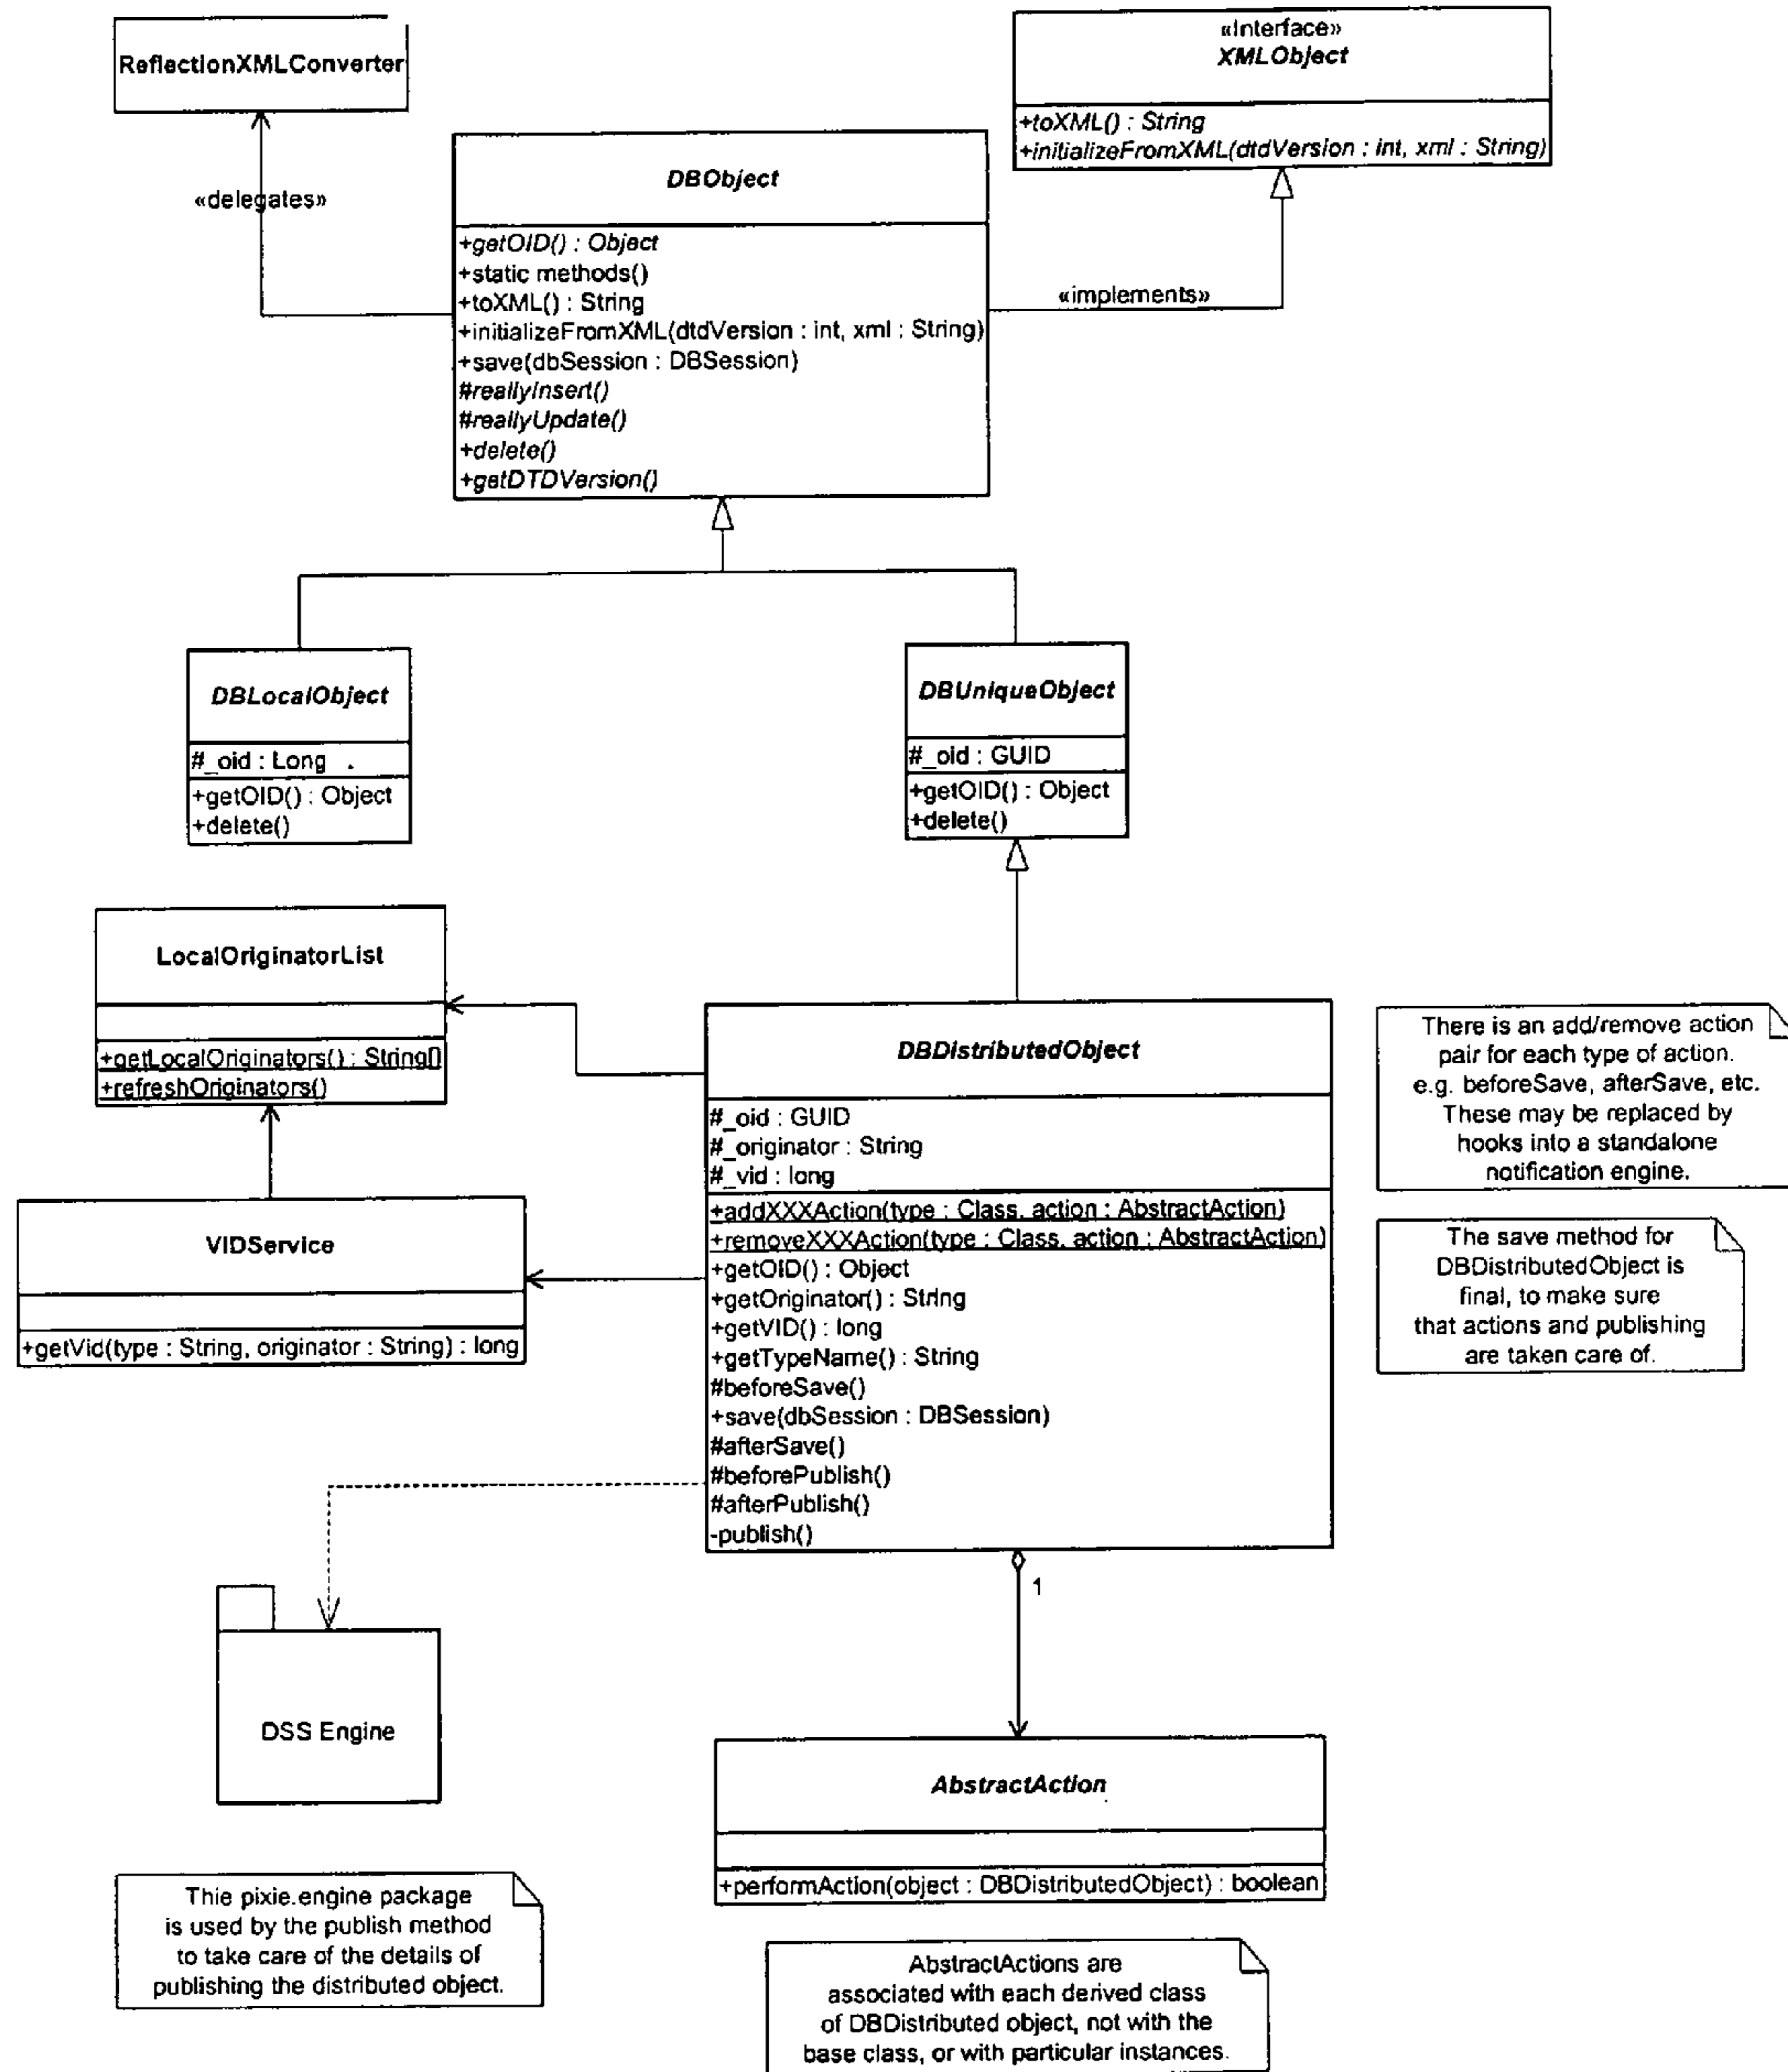 ReflectionXMLConverter
«Interface»
XMLObject
+toXML() : String
+initializeFromXML(dtdVersion : int, xml : String)
«delegates»
DBObject
+getOID() : Object
+static methods()
+toXML() : String
+initializeFromXML(dtdVersion : int, xml : String)
+save(dbSession : DBSession)
#reallyInsert()
#reallyUpdate()
+delete()
+getDTDVersion()
«implements»
DBLocalObject
#_oid : Long
+getOID() : Object
+delete()
DBUniqueObject
#_oid : GUID
+getOID() : Object
+delete()
LocalOriginatorList
+getLocalOriginators() : String[]
+refreshOriginators()
VIDService
+getVid(type : String, originator : String) : long
DBDistributedObject
#_oid : GUID
#_originator : String
#_vid : long
+addXXXAction(type : Class, action : AbstractAction)
+removeXXXAction(type : Class, action : AbstractAction)
+getOID() : Object
+getOriginator() : String
+getVID() : long
+getTypeName() : String
#beforeSave()
+save(dbSession : DBSession)
#afterSave()
#beforePublish()
#afterPublish()
-publish()
There is an add/remove action
pair for each type of action.
e.g. beforeSave, afterSave, etc.
These may be replaced by
hooks into a standalone
notification engine.
The save method for
DBDistributedObject is
final, to make sure
that actions and publishing
are taken care of.
1
DSS Engine
AbstractAction
+performAction(object : DBDistributedObject) : boolean
Thie pixie.engine package
is used by the publish method
to take care of the details of
publishing the distributed object.
AbstractActions are
associated with each derived class
of DBDistributed object, not with the
base class, or with particular instances.